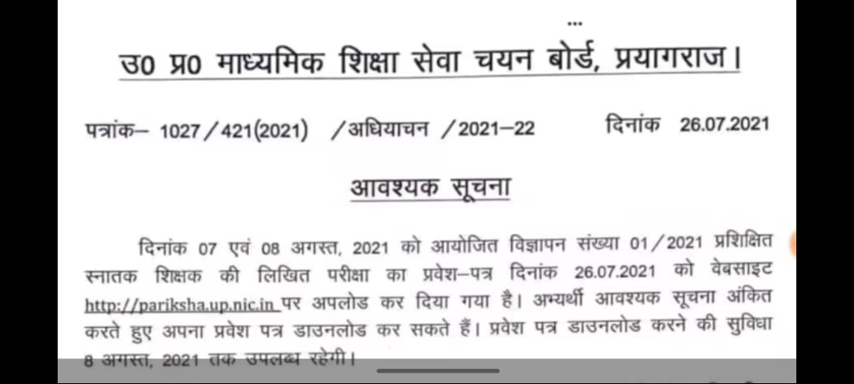 उ0 प्र0 माध्यमिक शिक्षा सेवा चयन बोर्ड, प्रयागराज।
पत्रांक– 1027/421(2021) /अधियाचन /2021–22 दिनांक 26.07.2021
आवश्यक सूचना
दिनांक 07 एवं 08 अगस्त, 2021 को आयोजित विज्ञापन संख्या 01/2021 प्रशिक्षित
स्नातक शिक्षक की लिखित परीक्षा का प्रवेश–पत्र दिनांक 26.07.2021 को वेबसाइट
http://pariksha.up.nic.in पर अपलोड कर दिया गया है। अभ्यर्थी आवश्यक सूचना अंकित
करते हुए अपना प्रवेश पत्र डाउनलोड कर सकते हैं। प्रवेश पत्र डाउनलोड करने की सुविधा
8 अगस्त, 2021 तक उपलब्ध रहेगी।